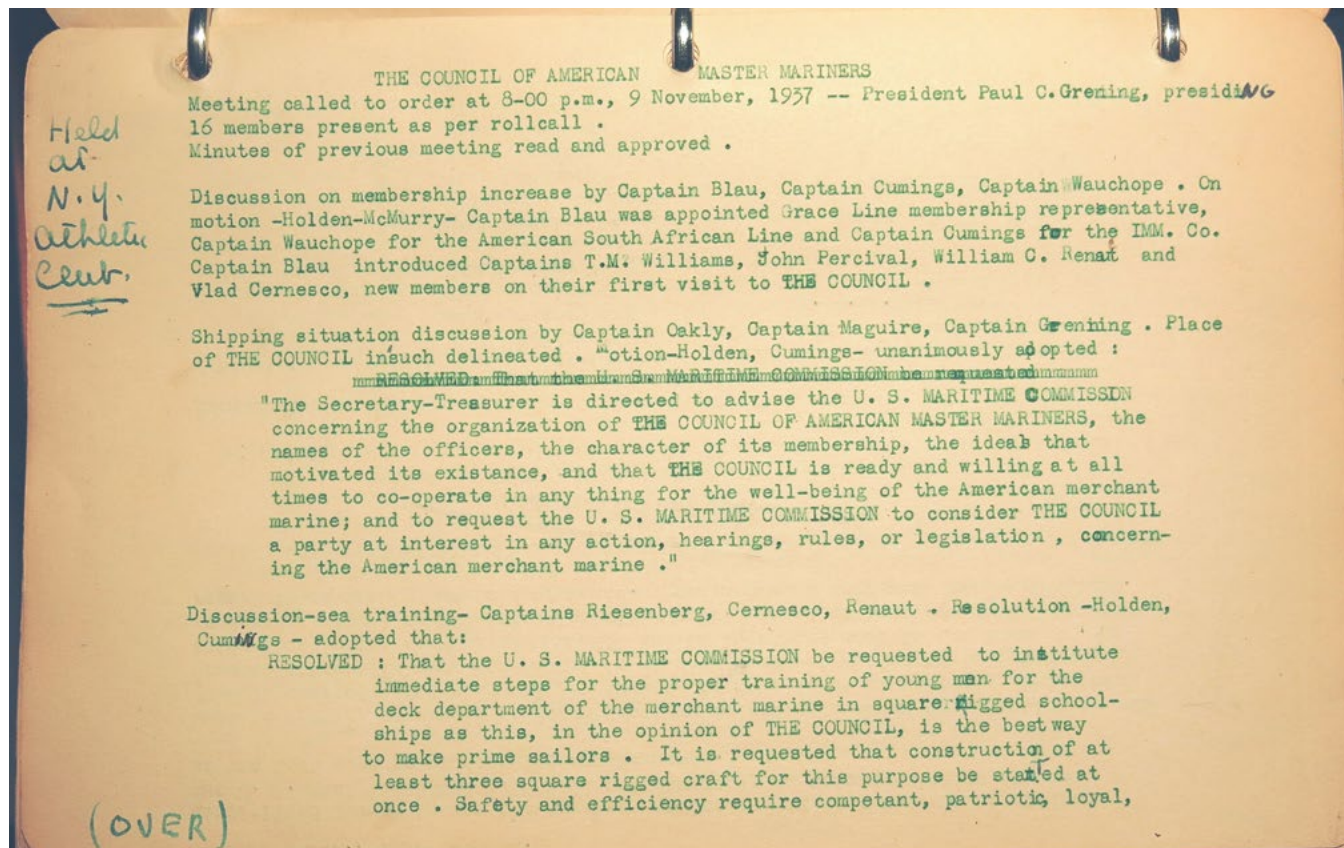 THE COUNCIL OF AMERICAN MASTER MARINERS
Meeting called to order at 8-00 p.m., 9 November, 1937 -- President Paul C.Grening, presidiNG
16 members present as per rollcall .
Minutes of previous meeting read and approved .
Held
at
N.Y.
Athletic
Club.
Discussion on membership increase by Captain Blau, Captain Cumings, Captain Wauchope . On
motion -Holden-McMurry- Captain Blau was appointed Grace Line membership representative,
Captain Wauchope for the American South African Line and Captain Cumings for the IMM. Co.
Captain Blau introduced Captains T.M. Williams, John Percival, William C. Renaut and
Vlad Cernesco, new members on their first visit to THE COUNCIL .
Shipping situation discussion by Captain Oakly, Captain Maguire, Captain Grenning . Place
of THE COUNCIL in such delineated . Motion-Holden, Cumings- unanimously adopted :
RESOLVED: That the U. S. MARITIME COMMISSION be requested
"The Secretary-Treasurer is directed to advise the U. S. MARITIME COMMISSION
concerning the organization of THE COUNCIL OF AMERICAN MASTER MARINERS, the
names of the officers, the character of its membership, the ideals that
motivated its existance, and that THE COUNCIL is ready and willing at all
times to co-operate in any thing for the well-being of the American merchant
marine; and to request the U. S. MARITIME COMMISSION to consider THE COUNCIL
a party at interest in any action, hearings, rules, or legislation , concern-
ing the American merchant marine ."
Discussion-sea training- Captains Riesenberg, Cernesco, Renaut . Resolution -Holden,
Cumings - adopted that:
RESOLVED : That the U. S. MARITIME COMMISSION be requested to institute
immediate steps for the proper training of young men for the
deck department of the merchant marine in square rigged school-
ships as this, in the opinion of THE COUNCIL, is the best way
to make prime sailors . It is requested that construction of at
least three square rigged craft for this purpose be started at
once . Safety and efficiency require competant, patriotic, loyal,
(OVER)